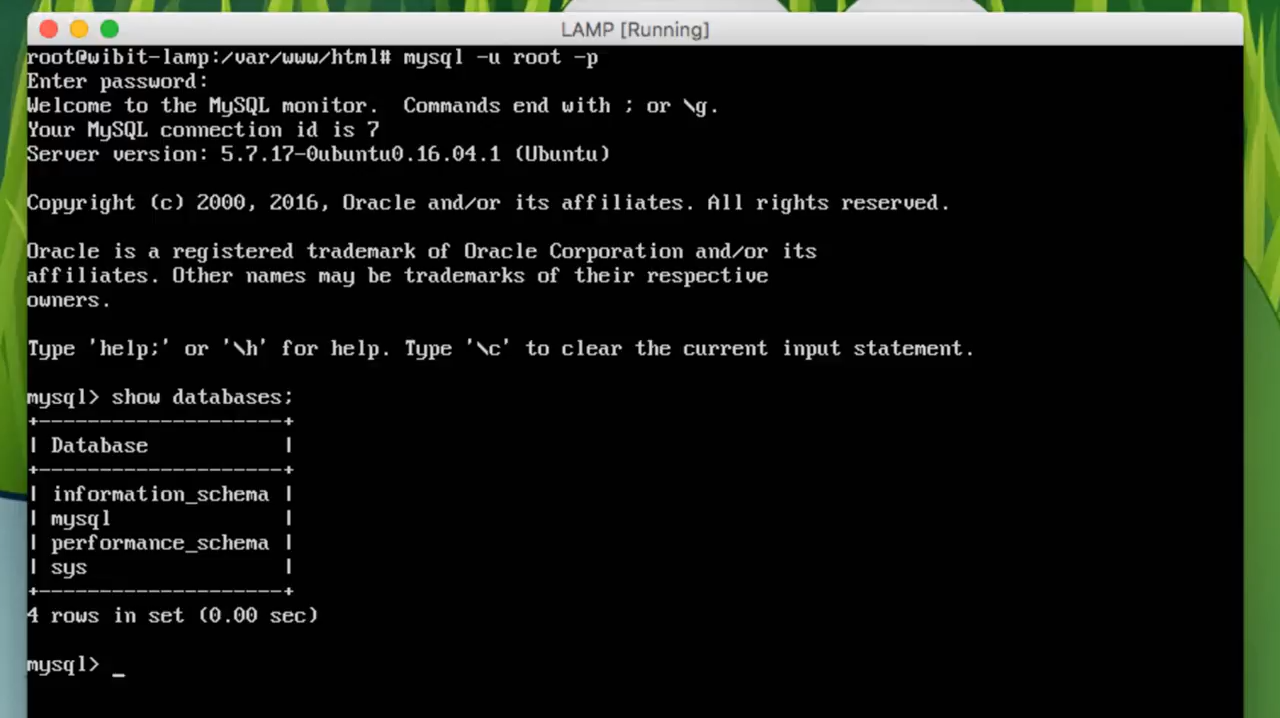 LAMP [Running]
root@wibit-lamp:/var/www/html# mysql -u root -p
Enter password:
Welcome to the MySQL monitor.  Commands end with ; or \g.
Your MySQL connection id is 7
Server version: 5.7.17-0ubuntu0.16.04.1 (Ubuntu)
Copyright (c) 2000, 2016, Oracle and/or its affiliates. All rights reserved.
Oracle is a registered trademark of Oracle Corporation and/or its
affiliates. Other names may be trademarks of their respective
owners.
Type 'help;' or '\h' for help. Type '\c' to clear the current input statement.
mysql> show databases;
+--------------------+
| Database           |
+--------------------+
| information_schema |
| mysql              |
| performance_schema |
| sys                |
+--------------------+
4 rows in set (0.00 sec)
mysql> _